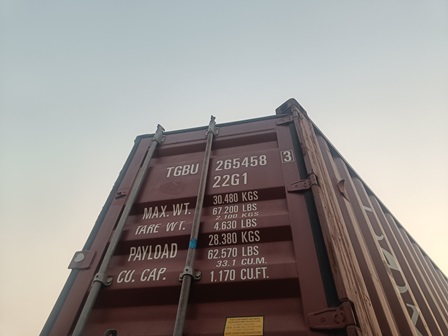 TGBU 265458 3
22G1
MAX. WT. 30.480 KGS
67.200 LBS
TARE WT. 2.100 KGS
4.630 LBS
PAYLOAD 28.380 KGS
62.570 LBS
CU. CAP. 33.1 CU.M.
1.170 CU.FT.